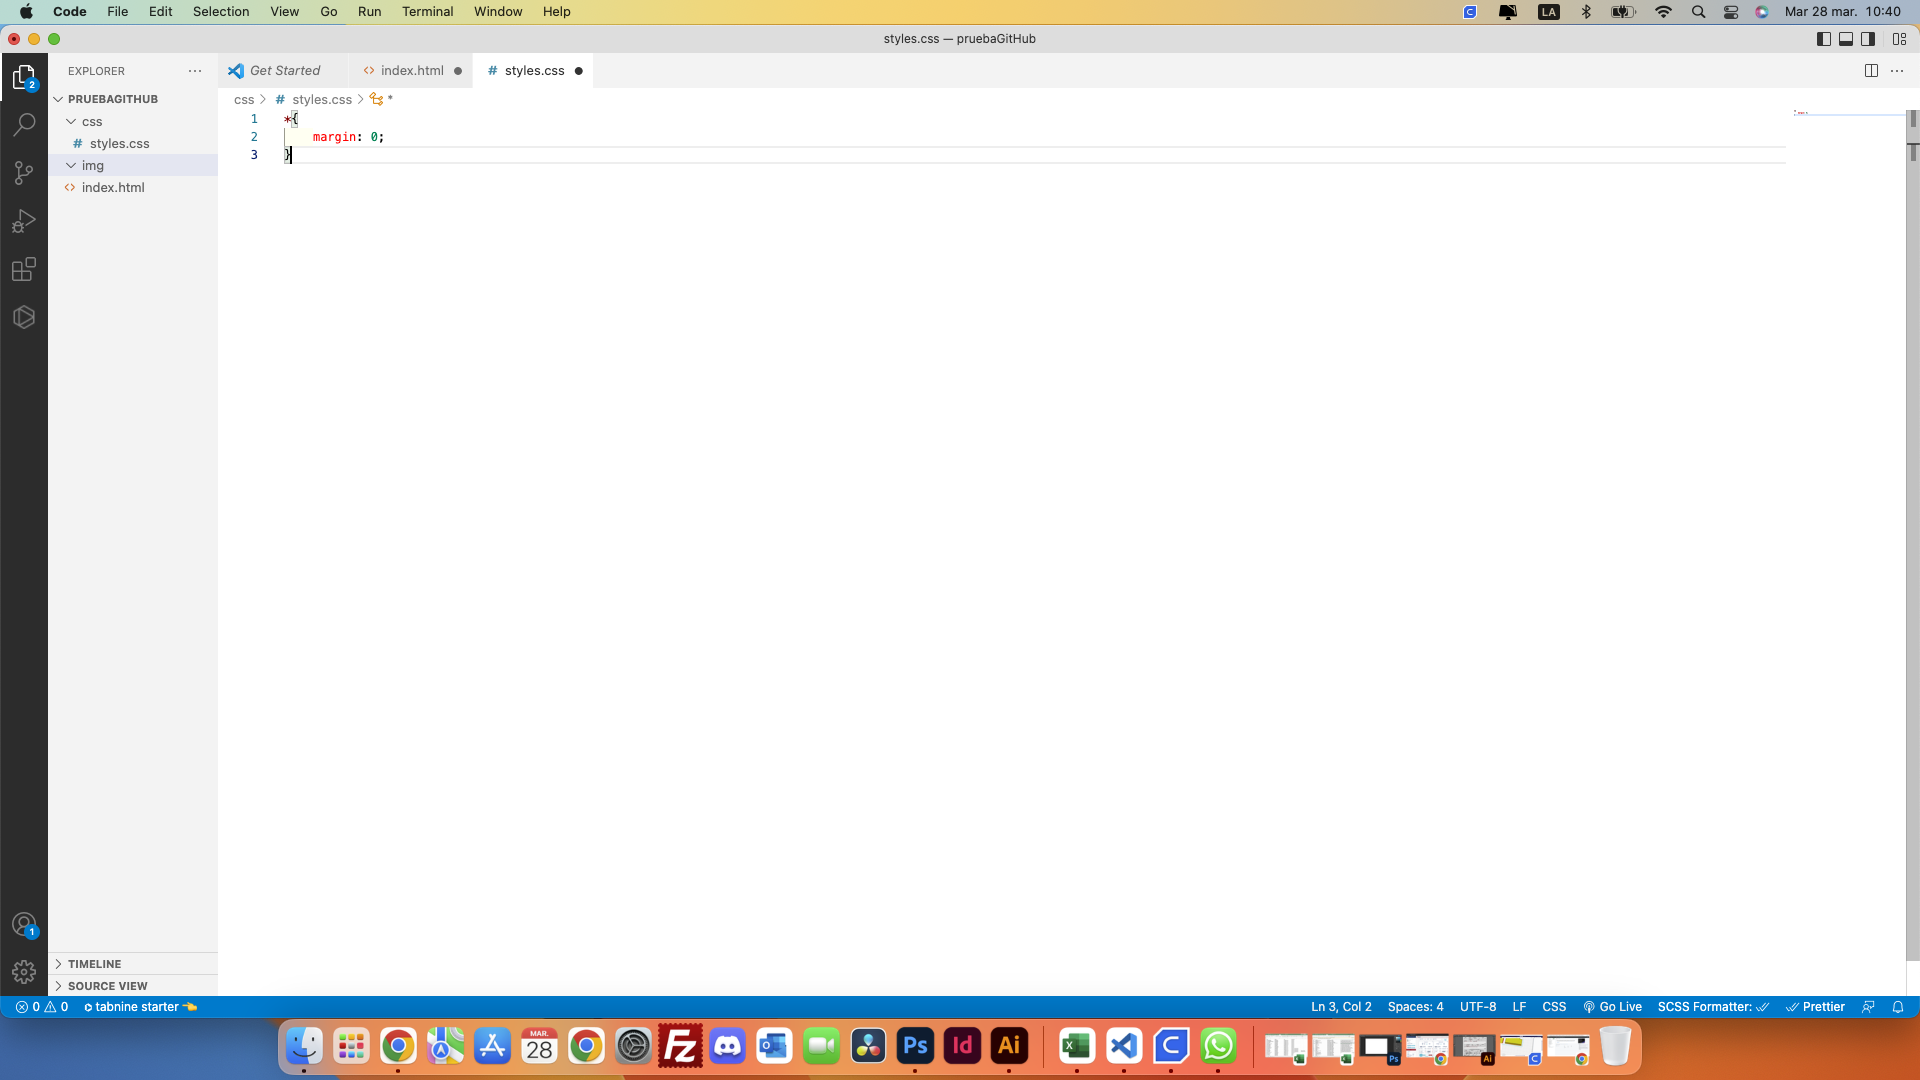 Code File Edit Selection View Go Run Terminal Window Help
LA Mar 28 mar. 10:40
styles.css — pruebaGitHub
EXPLORER
Get Started
index.html
styles.css
2
PRUEBAGITHUB
css
styles.css
img
index.html
css > # styles.css > *
1 *{
2 margin: 0;
3 }
1
TIMELINE
SOURCE VIEW
0 0 tabnine starter
Ln 3, Col 2 Spaces: 4 UTF-8 LF CSS Go Live SCSS Formatter: Prettier
MAR.
28
Fz
Ps
Id
Ai
X
C